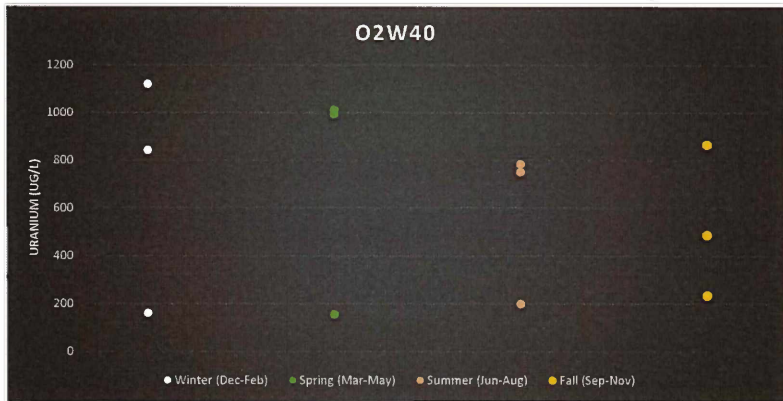 O2W40
1200
1000
800
600
400
200
0
URANIUM (UG/L)
Winter (Dec-Feb) Spring (Mar-May) Summer (Jun-Aug) Fall (Sep-Nov)